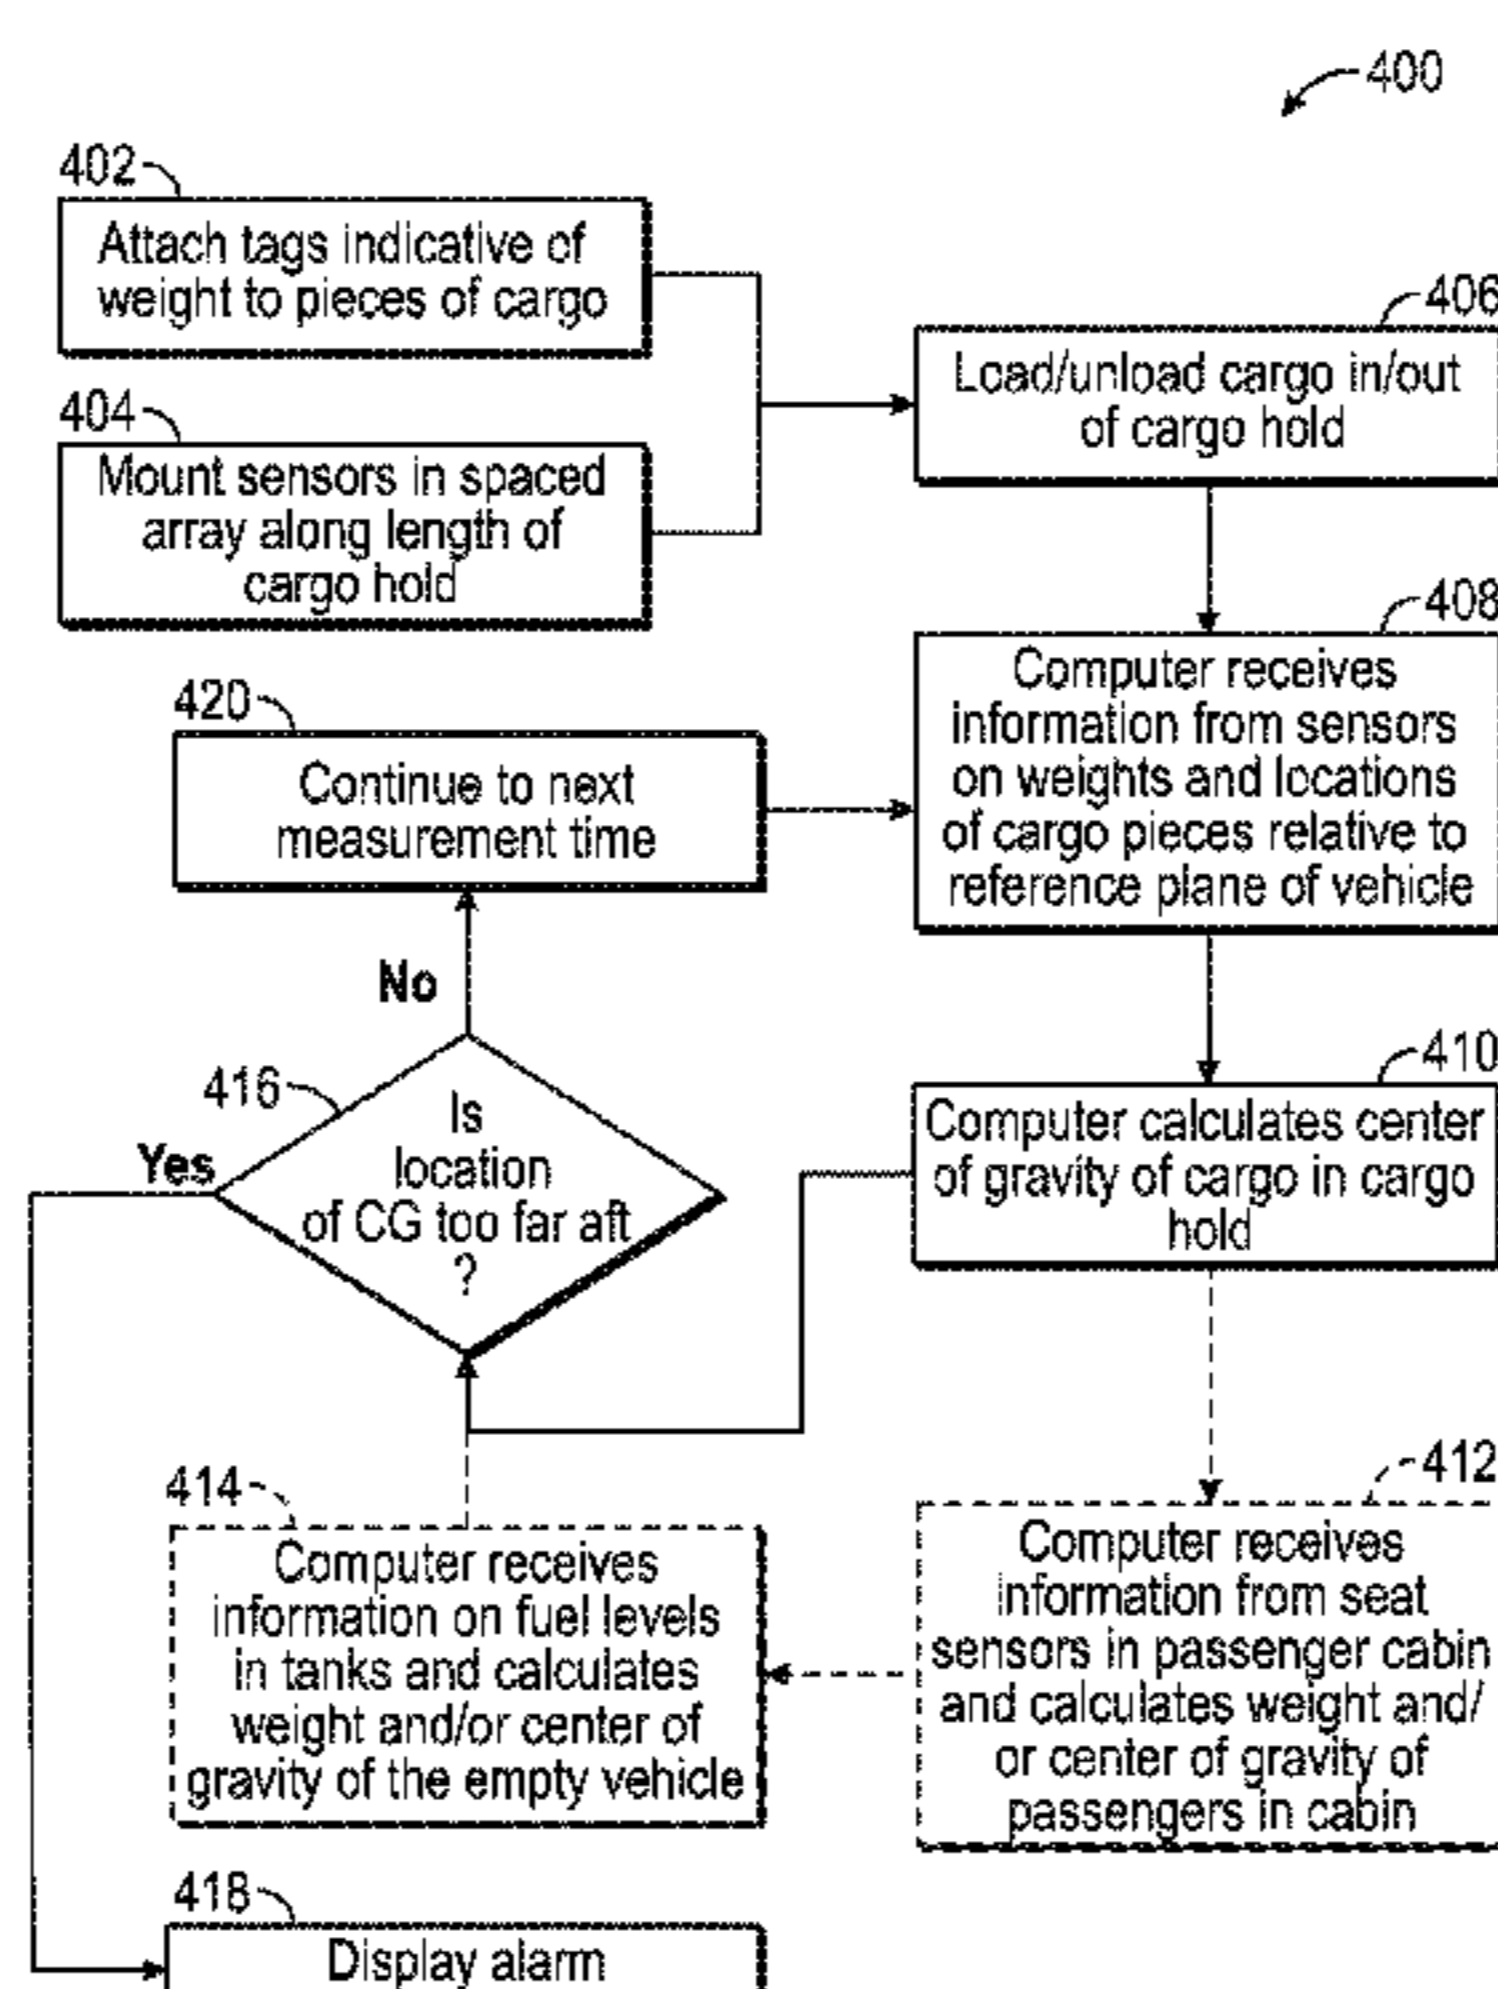 400
402
Attach tags indicative of
weight to pieces of cargo
404
Mount sensors in spaced
array along length of
cargo hold
406
Load/unload cargo in/out
of cargo hold
408
Computer receives
information from sensors
on weights and locations
of cargo pieces relative to
reference plane of vehicle
420
Continue to next
measurement time
No
416
Yes
Is
location
of CG too far aft
?
410
Computer calculates center
of gravity of cargo in cargo
hold
412
Computer receives
information from seat
sensors in passenger cabin
and calculates weight and/
or center of gravity of
passengers in cabin
414
Computer receives
information on fuel levels
in tanks and calculates
weight and/or center of
gravity of the empty vehicle
418
Display alarm